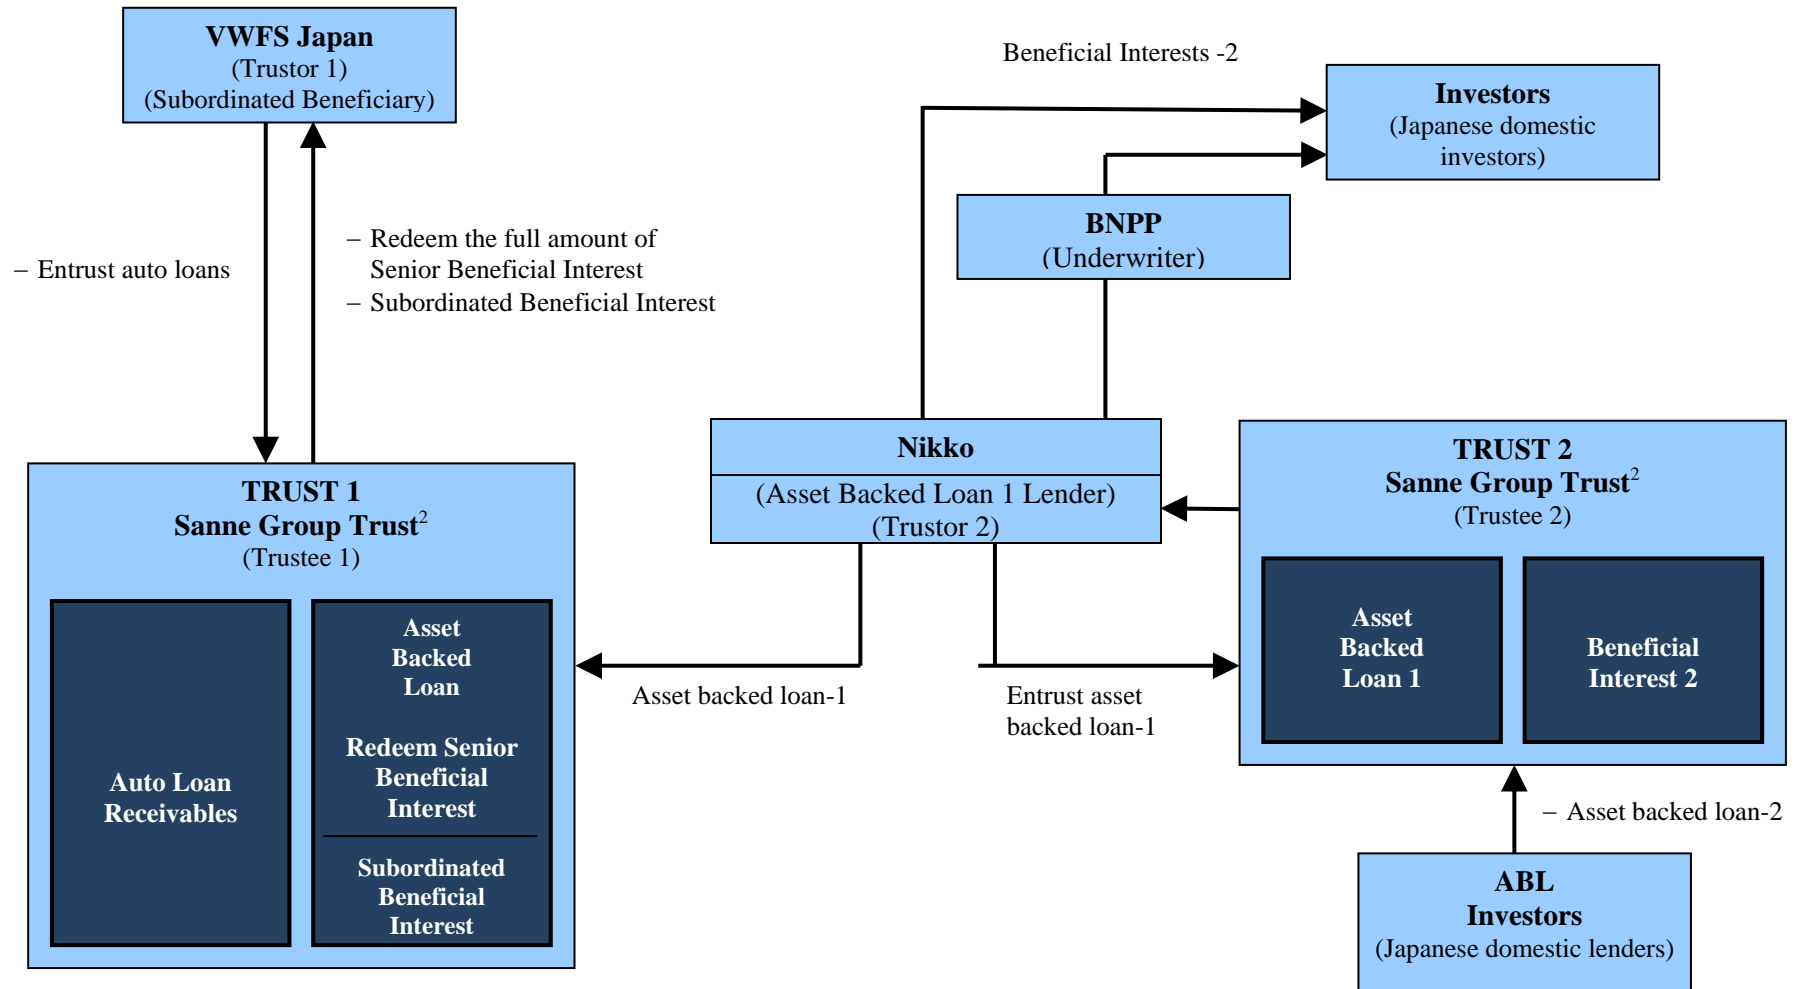 VWFS Japan
(Trustor 1)
(Subordinated Beneficiary)
Beneficial Interests -2
Investors
(Japanese domestic
investors)
BNPP
(Underwriter)
– Entrust auto loans
– Redeem the full amount of
Senior Beneficial Interest
– Subordinated Beneficial Interest
Nikko
(Asset Backed Loan 1 Lender)
(Trustor 2)
TRUST 1
Sanne Group Trust²
(Trustee 1)
Auto Loan
Receivables
Asset
Backed
Loan
Redeem Senior
Beneficial
Interest
Subordinated
Beneficial
Interest
Asset backed loan-1
Entrust asset
backed loan-1
TRUST 2
Sanne Group Trust²
(Trustee 2)
Asset
Backed
Loan 1
Beneficial
Interest 2
– Asset backed loan-2
ABL
Investors
(Japanese domestic lenders)